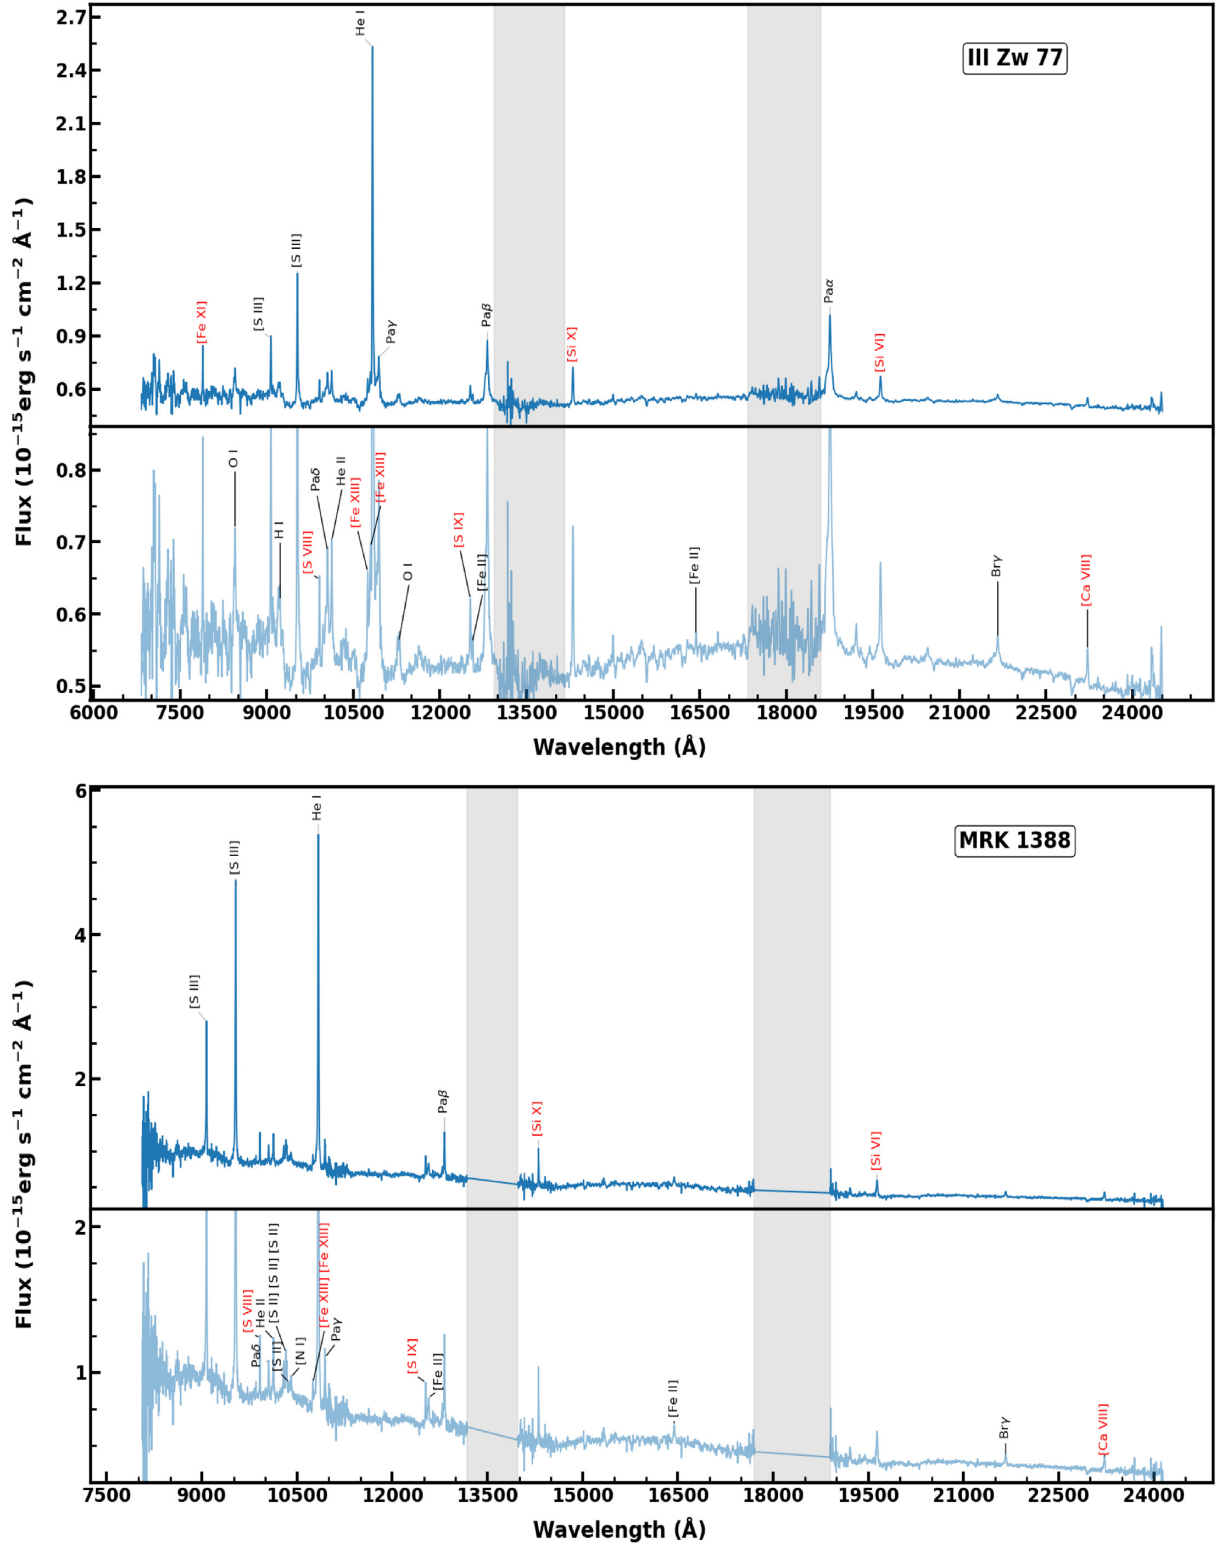 III Zw 77
He I
[S III]
[Fe XI]
[S III]
Paγ
Paβ
[Si X]
Paα
[Si VI]
2.7
2.4
2.1
1.8
1.5
1.2
0.9
0.6
Flux (10⁻¹⁵erg s⁻¹ cm⁻² Å⁻¹)
O I
H I
[S VIII]
Paδ
He II
[Fe XIII]
[Fe XIII]
O I
[S IX]
[Fe II]
[Fe II]
Brγ
[Ca VIII]
0.8
0.7
0.6
0.5
6000 7500 9000 10500 12000 13500 15000 16500 18000 19500 21000 22500 24000
Wavelength (Å)
MRK 1388
He I
[S III]
[S III]
Paβ
[Si X]
[Si VI]
6
4
2
Flux (10⁻¹⁵erg s⁻¹ cm⁻² Å⁻¹)
[S VIII]
Paδ
He II
[S II]
[S II] [S II] [S II]
[N I]
[Fe XIII] [Fe XIII]
Paγ
[S IX]
[Fe II]
[Fe II]
Brγ
[Ca VIII]
2
1
7500 9000 10500 12000 13500 15000 16500 18000 19500 21000 22500 24000
Wavelength (Å)